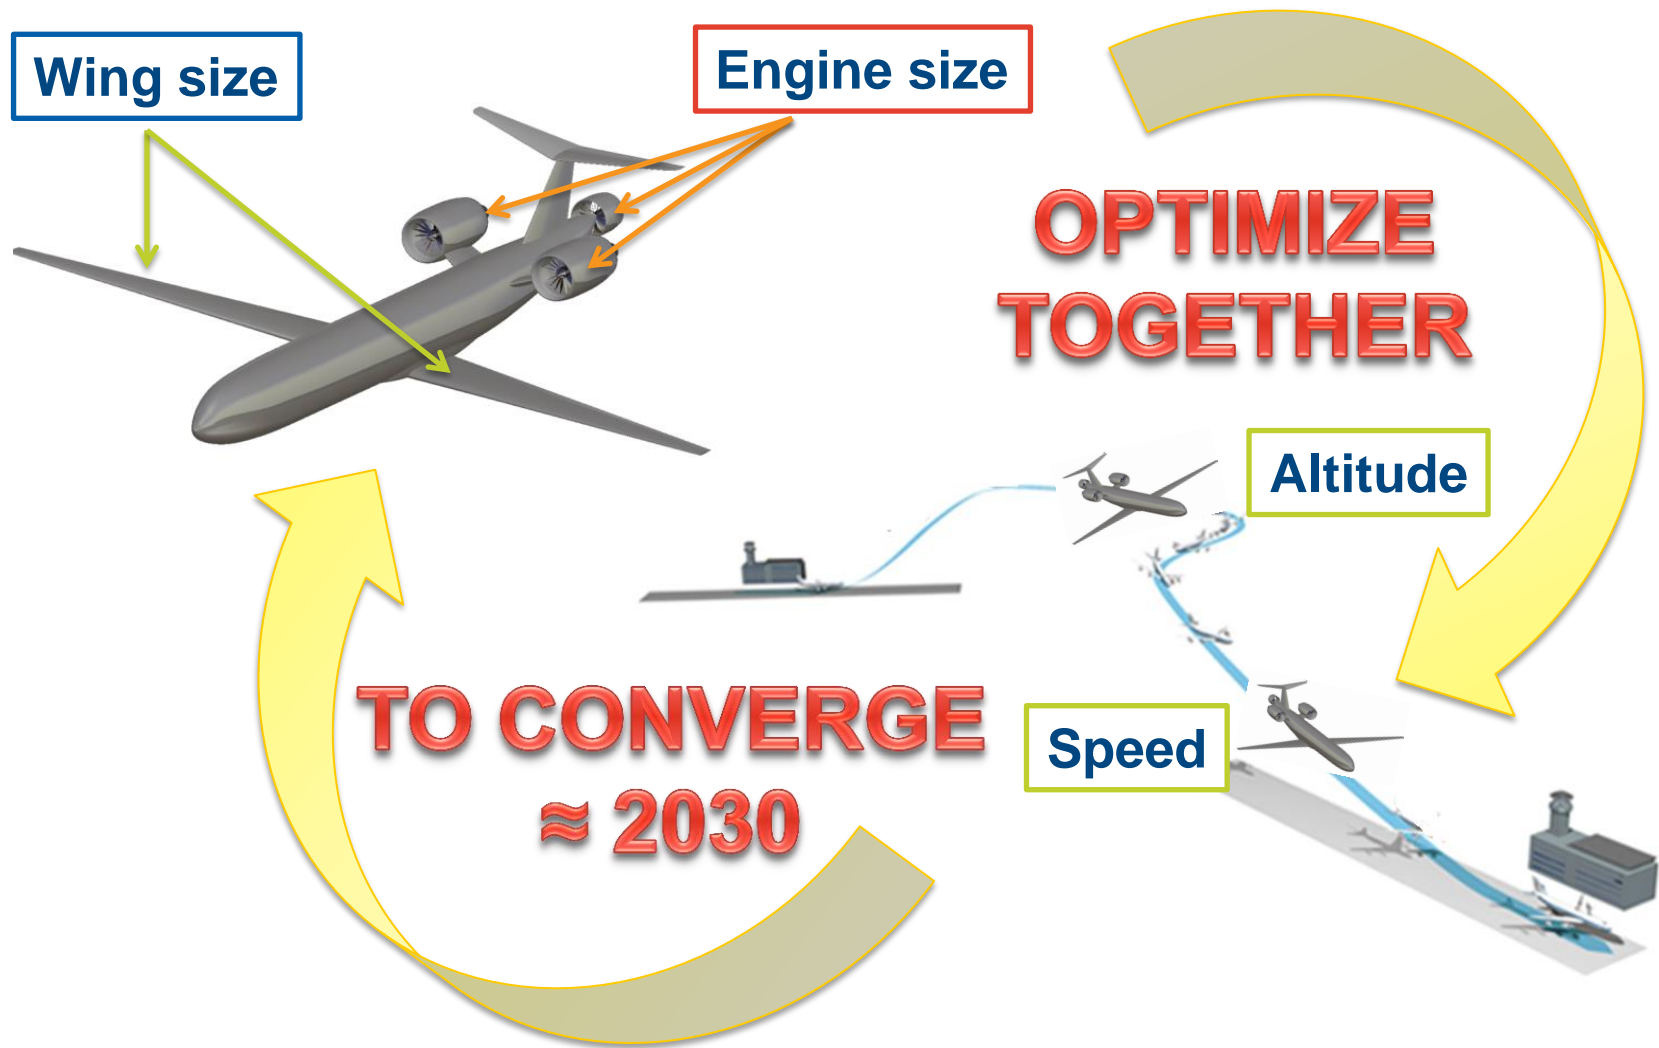 Wing size
Engine size
OPTIMIZE
TOGETHER
Altitude
TO CONVERGE
≈ 2030
Speed